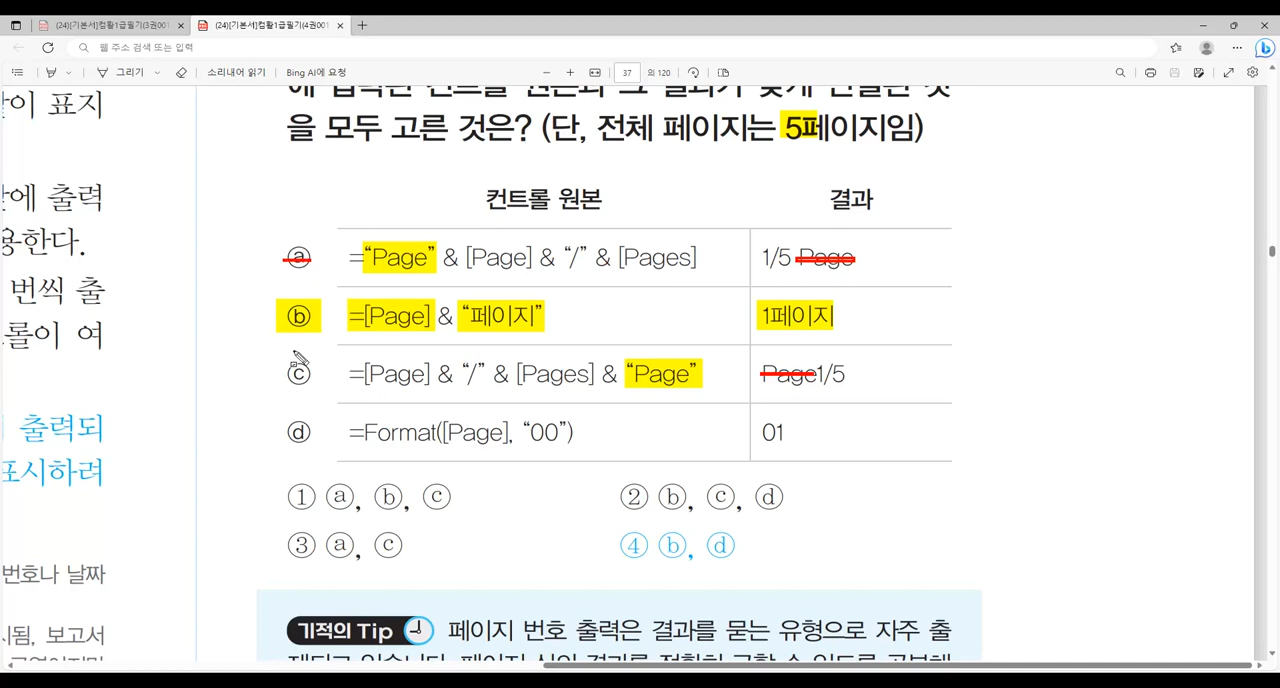 (24)[기본서]컴활1급필기(3권001
(24)[기본서]컴활1급필기(4권001
웹 주소 검색 또는 입력
그리기
소리내어 읽기
Bing AI에 요청
37 의 120
을 모두 고른 것은? (단, 전체 페이지는 5페이지임)
이 표지
에 출력
용한다.
번씩 출
롤이 여
출력되
표시하려
번호나 날짜
시됨, 보고서
컨트롤 원본 결과
ⓐ ="Page" & [Page] & "/" & [Pages] 1/5 Page
ⓑ =[Page] & "페이지" 1페이지
ⓒ =[Page] & "/" & [Pages] & "Page" Page1/5
ⓓ =Format([Page], "00") 01
① ⓐ, ⓑ, ⓒ ② ⓑ, ⓒ, ⓓ
③ ⓐ, ⓒ ④ ⓑ, ⓓ
기적의 Tip 페이지 번호 출력은 결과를 묻는 유형으로 자주 출